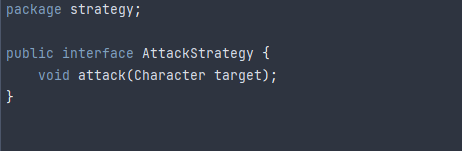 package strategy;
public interface AttackStrategy {
    void attack(Character target);
}